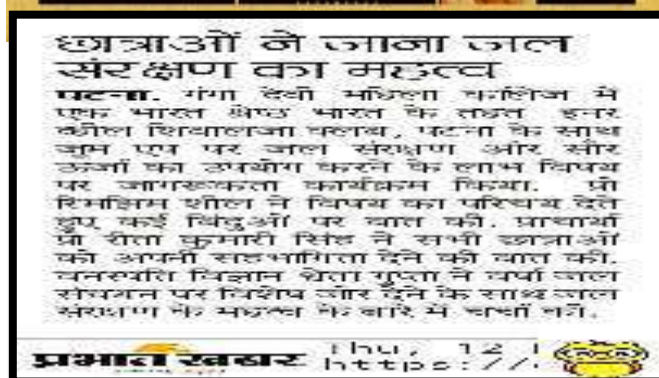 छात्राओं ने जाना जल
संरक्षण का महत्व
पटना. गंगा देवी महिला कॉलेज में
एक भारत श्रेष्ठ भारत के तहत इनर
व्हील शिवालजा क्लब, पटना के साथ
जूम एप पर जल संरक्षण और सौर
ऊर्जा का उपयोग करने के लाभ विषय
पर जागरूकता कार्यक्रम किया. प्रो
रिमझिम शील ने विषय का परिचय देते
हुए कई बिंदुओं पर बात की. प्राचार्या
प्रो रीता कुमारी सिंह ने सभी छात्राओं
को अपनी सहभागिता देने की बात की.
वनस्पति विज्ञान श्वेता गुप्ता ने वर्षा जल
संचयन पर विशेष जोर देने के साथ जल
संरक्षण के महत्व के बारे में चर्चा की.
प्रभात खबर Thu, 12
https://